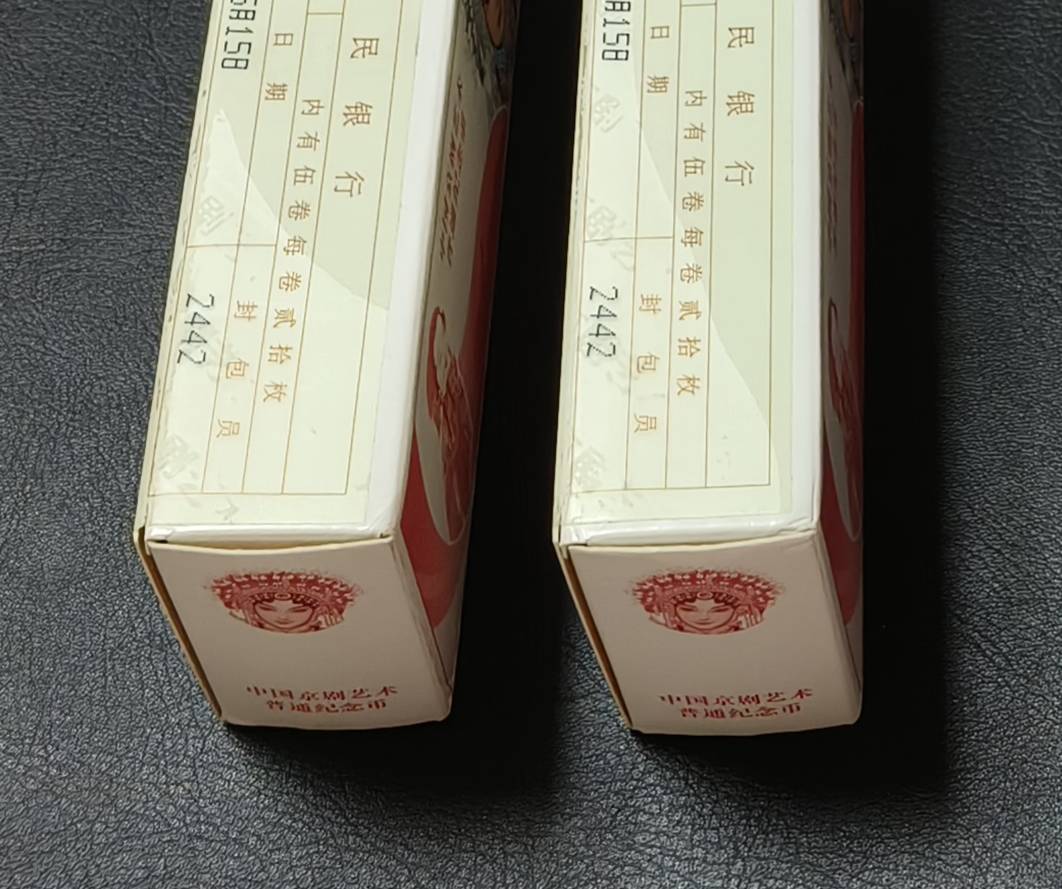 民银行
内有伍卷每卷贰拾枚
日期
封包员
68158
2442
中国京剧艺术
普通纪念币
民银行
内有伍卷每卷贰拾枚
日期
封包员
8158
2442
中国京剧艺术
普通纪念币